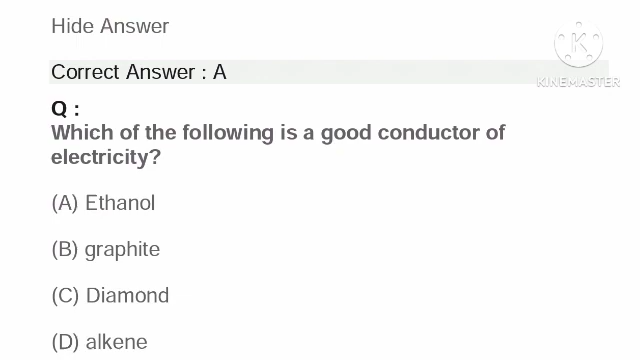 Hide Answer
Correct Answer : A
Q :
Which of the following is a good conductor of
electricity?
(A) Ethanol
(B) graphite
(C) Diamond
(D) alkene
K
KINEMASTER